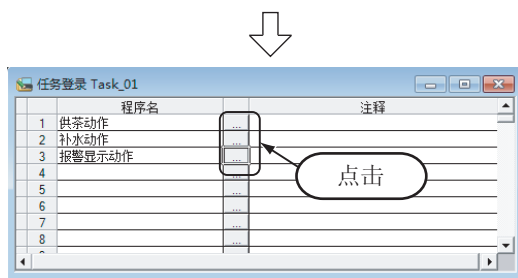 任务登录 Task_01
程序名 注释
1 供茶动作 ...
2 补水动作 ...
3 报警显示动作 ...
4 ...
点击
5 ...
6 ...
7 ...
8 ...